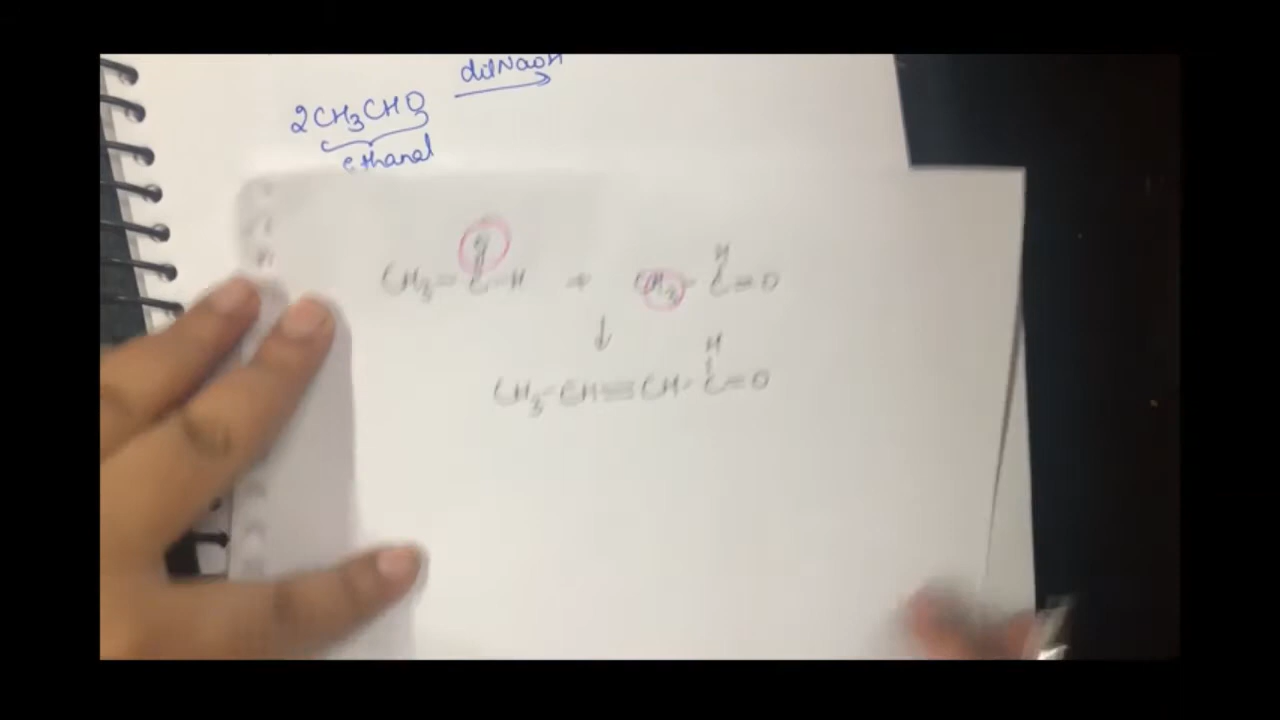 dil NaOH
2CH₃CHO
ethanal
O
H
CH₃-C-H + CH₃-C=O
↓
H
CH₃-CH=CH-C=O